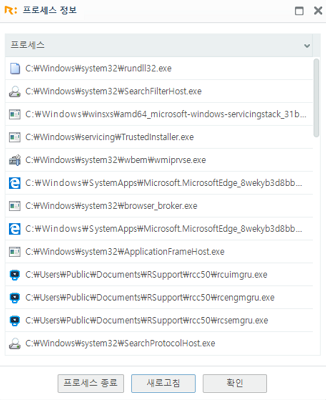 프로세스 정보
프로세스
C:₩Windows₩system32₩rundll32.exe
C:₩Windows₩system32₩SearchFilterHost.exe
C:₩Windows₩winsxs₩amd64_microsoft-windows-servicingstack_31b...
C:₩Windows₩servicing₩TrustedInstaller.exe
C:₩Windows₩system32₩wbem₩wmiprvse.exe
C:₩Windows₩SystemApps₩Microsoft.MicrosoftEdge_8wekyb3d8bb...
C:₩Windows₩system32₩browser_broker.exe
C:₩Windows₩SystemApps₩Microsoft.MicrosoftEdge_8wekyb3d8bb...
C:₩Windows₩system32₩ApplicationFrameHost.exe
C:₩Users₩Public₩Documents₩RSupport₩rcc50₩rcuimgru.exe
C:₩Users₩Public₩Documents₩RSupport₩rcc50₩rcengmgru.exe
C:₩Users₩Public₩Documents₩RSupport₩rcc50₩rcsemgru.exe
C:₩Windows₩system32₩SearchProtocolHost.exe
프로세스 종료 새로고침 확인